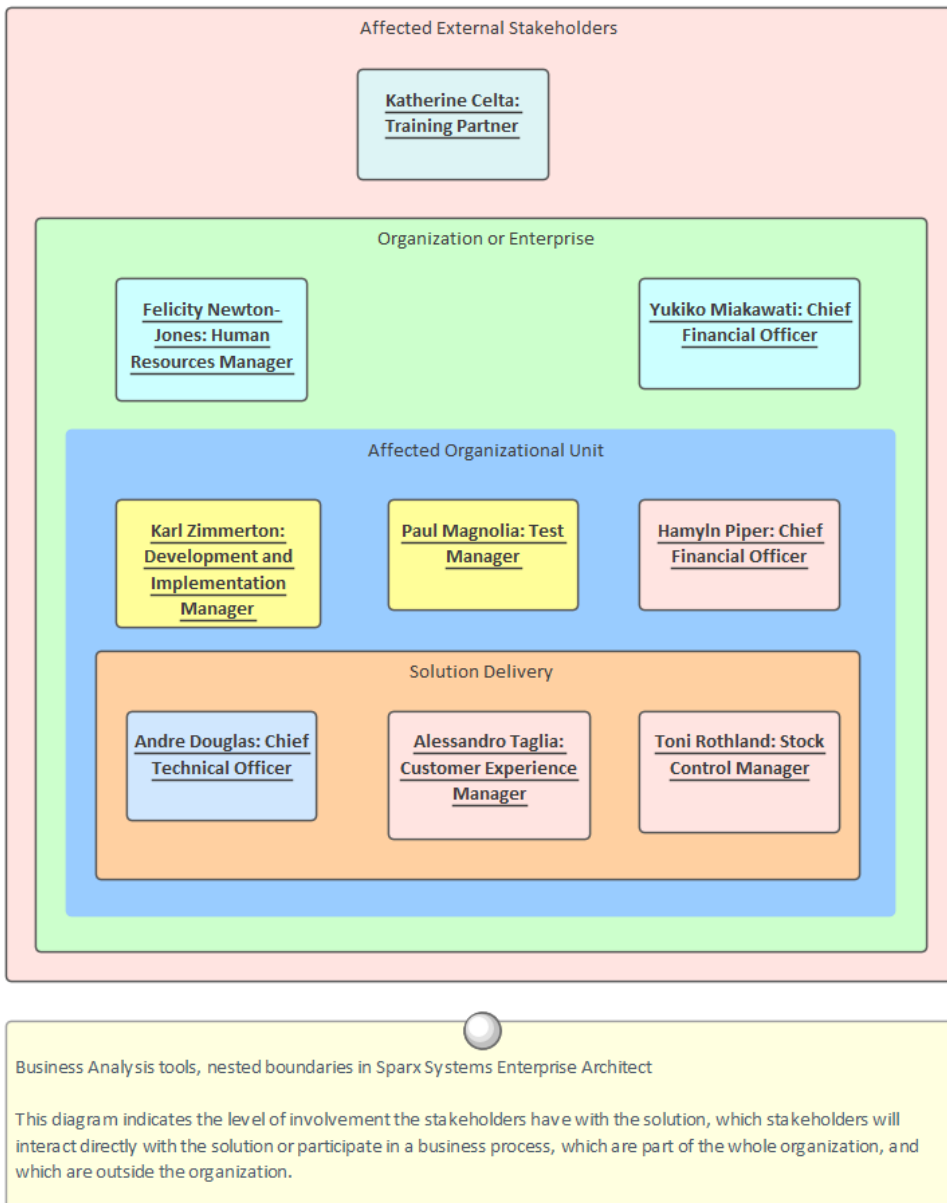 Affected External Stakeholders
Katherine Celta:
Training Partner
Organization or Enterprise
Felicity Newton-
Jones: Human
Resources Manager
Yukiko Miakawati: Chief
Financial Officer
Affected Organizational Unit
Karl Zimmerton:
Development and
Implementation
Manager
Paul Magnolia: Test
Manager
Hamyln Piper: Chief
Financial Officer
Solution Delivery
Andre Douglas: Chief
Technical Officer
Alessandro Taglia:
Customer Experience
Manager
Toni Rothland: Stock
Control Manager
Business Analysis tools, nested boundaries in Sparx Systems Enterprise Architect
This diagram indicates the level of involvement the stakeholders have with the solution, which stakeholders will
interact directly with the solution or participate in a business process, which are part of the whole organization, and
which are outside the organization.